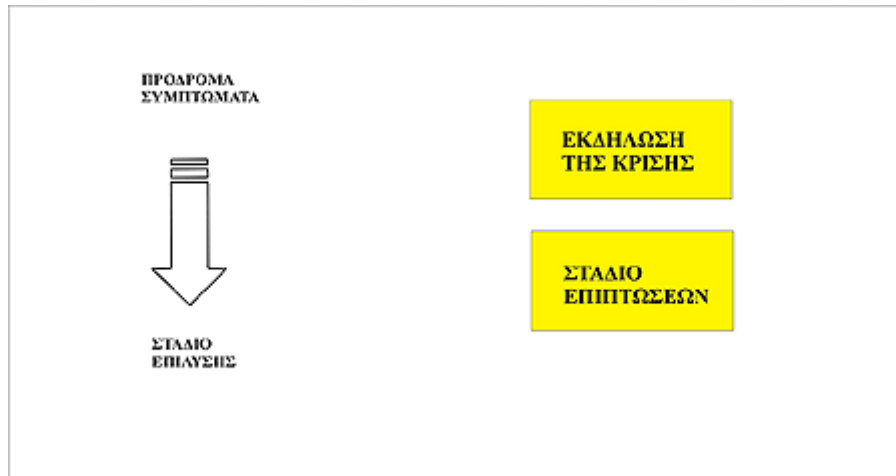 ΠΡΟΔΡΟΜΑ
ΣΥΜΠΤΩΜΑΤΑ
ΣΤΑΔΙΟ
ΕΠΙΛΥΣΗΣ
ΕΚΔΗΛΩΣΗ
ΤΗΣ ΚΡΙΣΗΣ
ΣΤΑΔΙΟ
ΕΠΙΠΤΩΣΕΩΝ